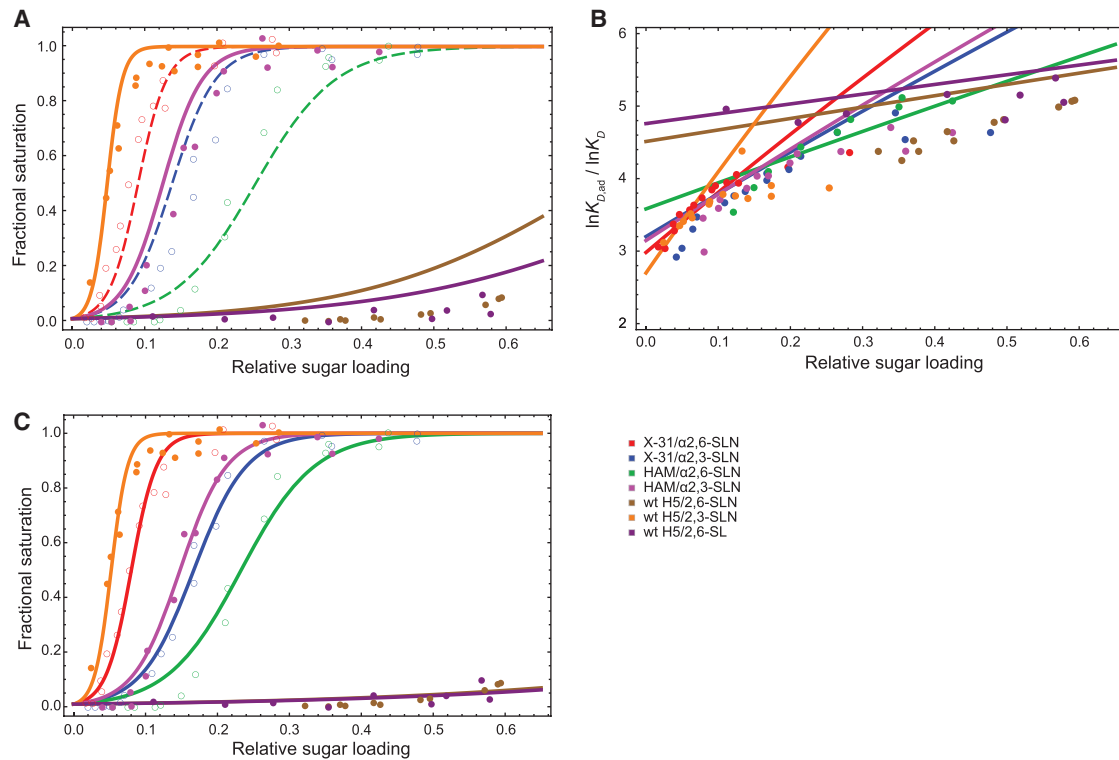 A
1.0
0.8
0.6
0.4
0.2
0.0
Fractional saturation
0.0 0.1 0.2 0.3 0.4 0.5 0.6
Relative sugar loading
B
6
5
4
3
2
lnK_D,ad / lnK_D
0.0 0.1 0.2 0.3 0.4 0.5 0.6
Relative sugar loading
C
1.0
0.8
0.6
0.4
0.2
0.0
Fractional saturation
0.0 0.1 0.2 0.3 0.4 0.5 0.6
Relative sugar loading
X-31/α2,6-SLN
X-31/α2,3-SLN
HAM/α2,6-SLN
HAM/α2,3-SLN
wt H5/2,6-SLN
wt H5/2,3-SLN
wt H5/2,6-SL